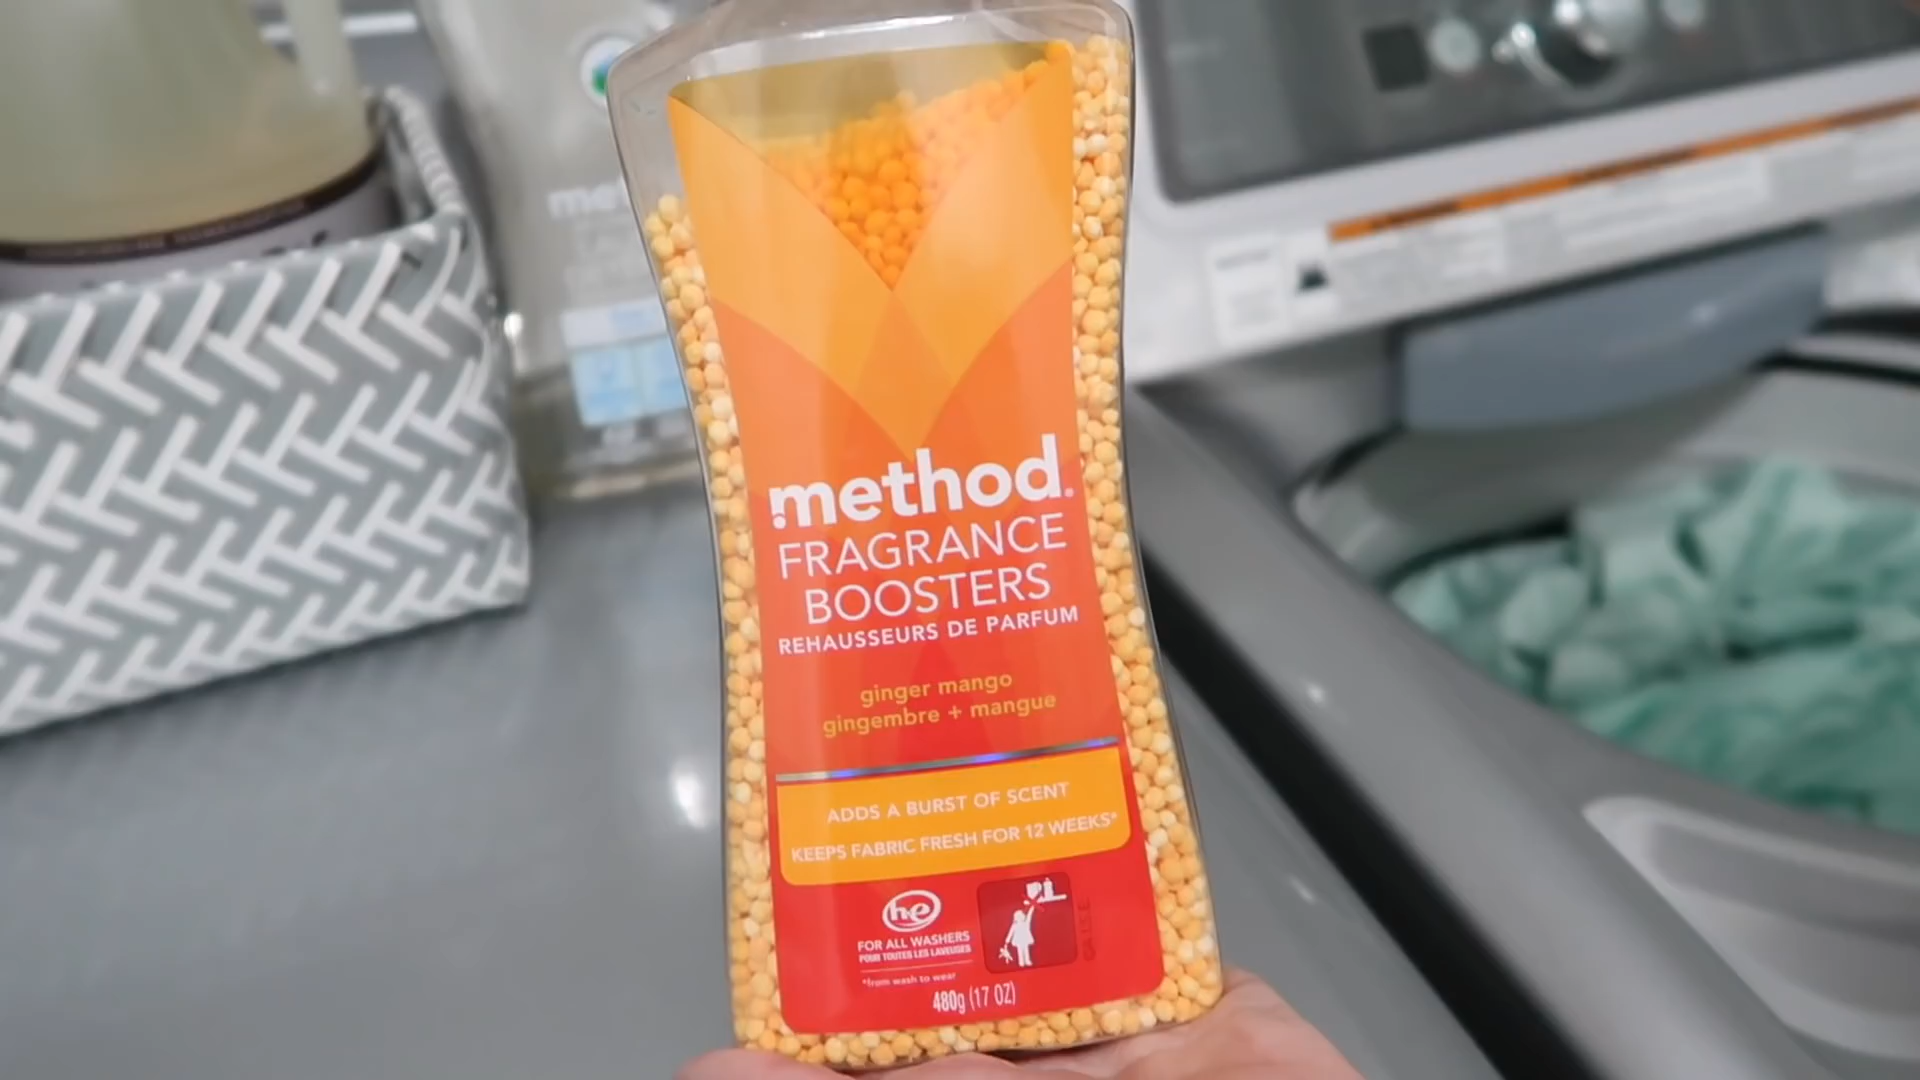 method.
FRAGRANCE
BOOSTERS
REHAUSSEURS DE PARFUM
ginger mango
gingembre + mangue
ADDS A BURST OF SCENT
KEEPS FABRIC FRESH FOR 12 WEEKS*
he
FOR ALL WASHERS
POUR TOUTES LES LAVEUSES
*from wash to wear
480g (17 OZ)